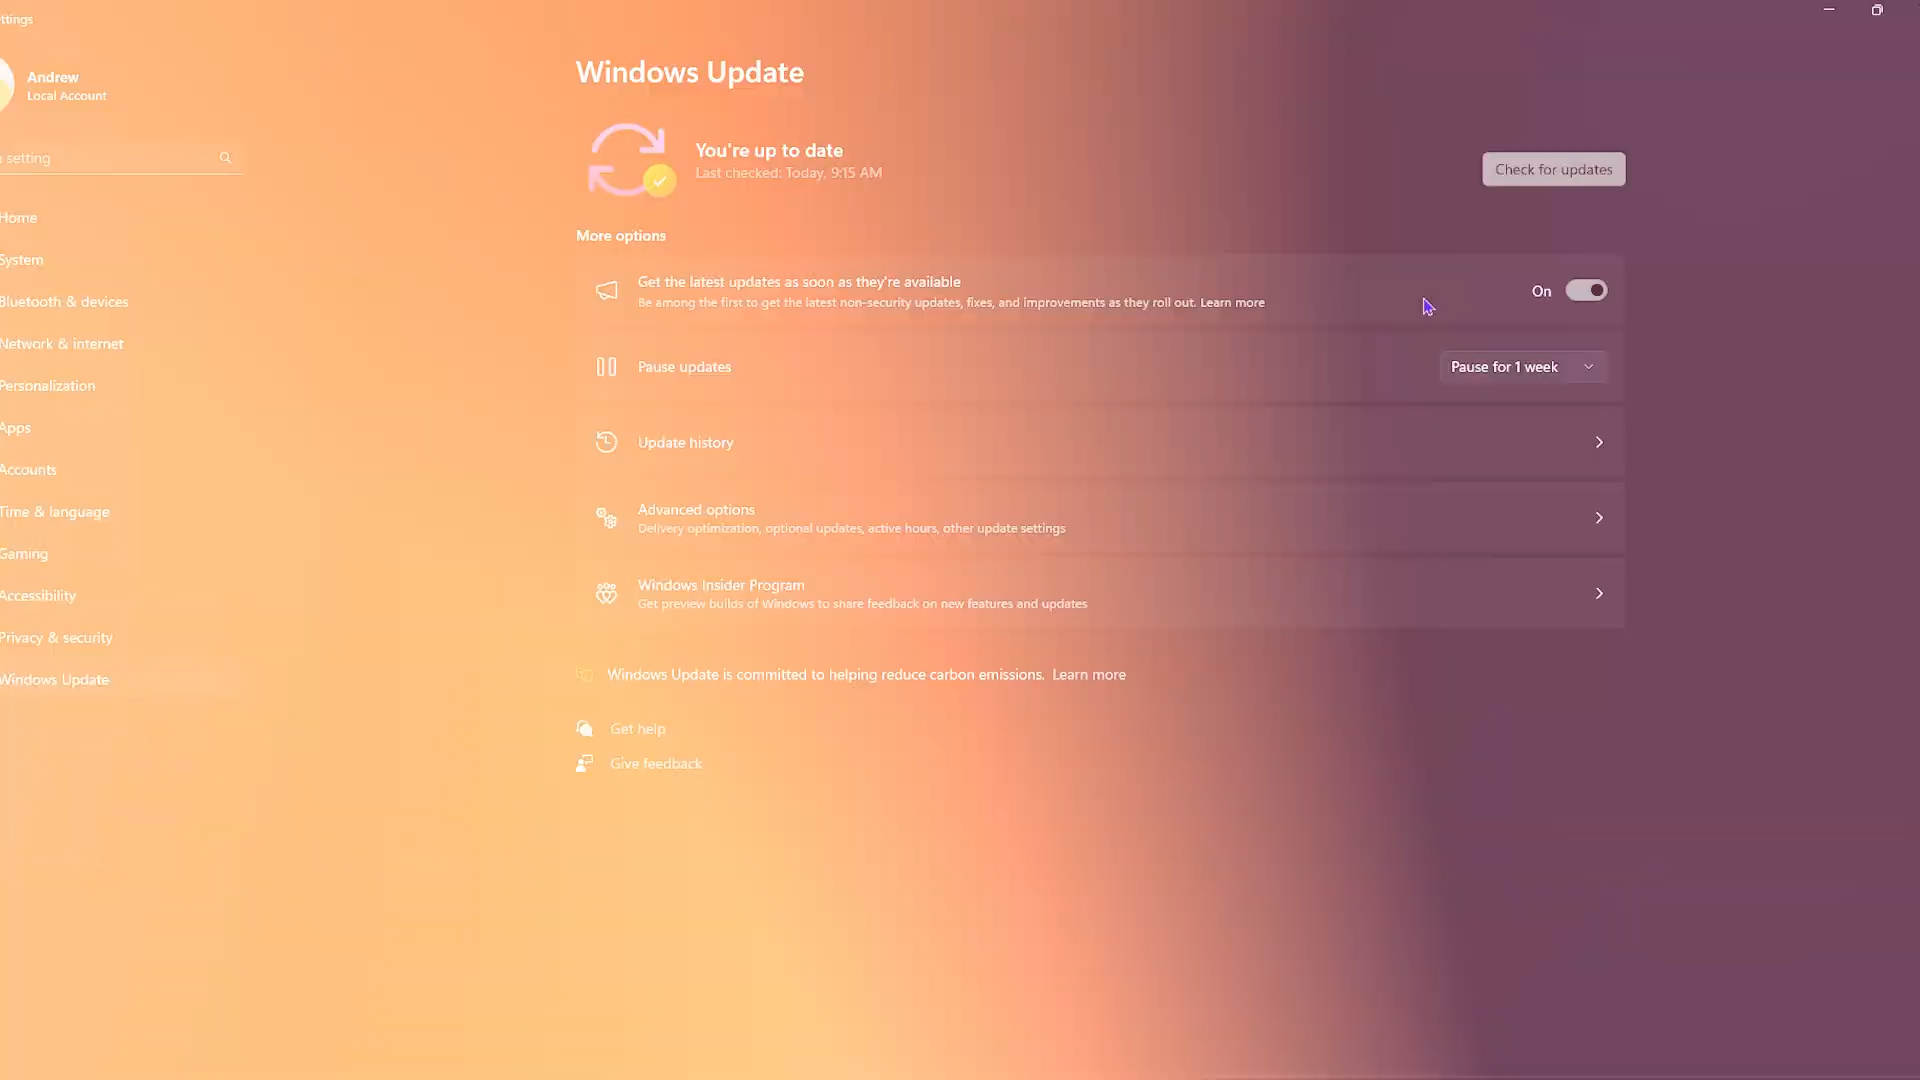 ttings
Andrew
Local Account
setting
Home
System
Bluetooth & devices
Network & internet
Personalization
Apps
Accounts
Time & language
Gaming
Accessibility
Privacy & security
Windows Update
Windows Update
You're up to date
Last checked: Today, 9:15 AM
Check for updates
More options
Get the latest updates as soon as they're available
Be among the first to get the latest non-security updates, fixes, and improvements as they roll out. Learn more
On
Pause updates
Pause for 1 week
Update history
Advanced options
Delivery optimization, optional updates, active hours, other update settings
Windows Insider Program
Get preview builds of Windows to share feedback on new features and updates
Windows Update is committed to helping reduce carbon emissions. Learn more
Get help
Give feedback